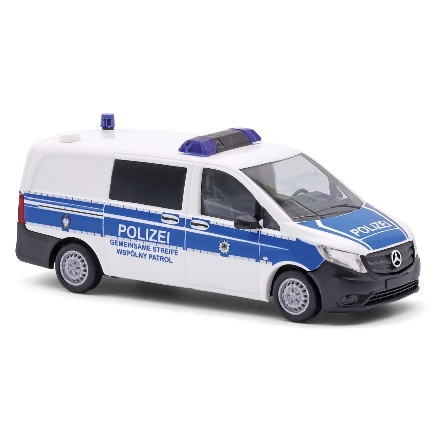 POLIZEI
GEMEINSAME STREIFE
WSPÓLNY PATROL
POLIZEI